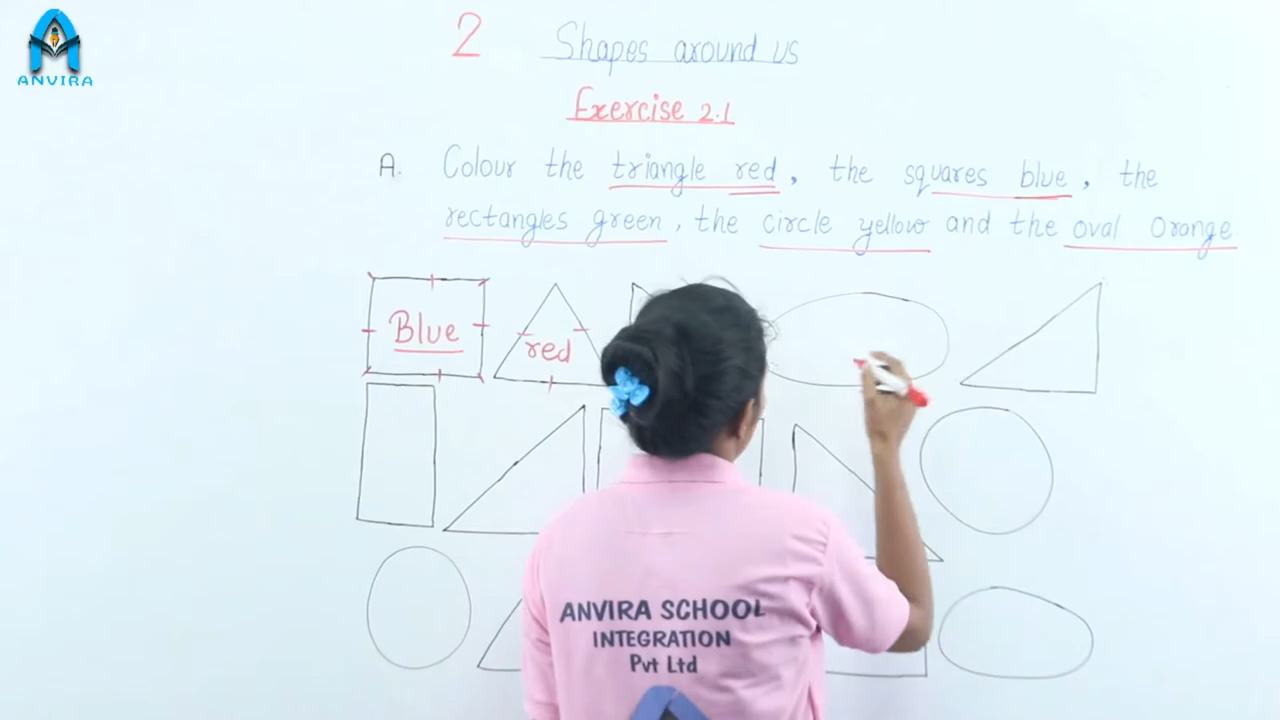 ANVIRA
2 Shapes around us
Exercise 2.1
A. Colour the triangle red, the squares blue, the
rectangles green, the circle yellow and the oval Orange
Blue
red
ANVIRA SCHOOL
INTEGRATION
Pvt Ltd